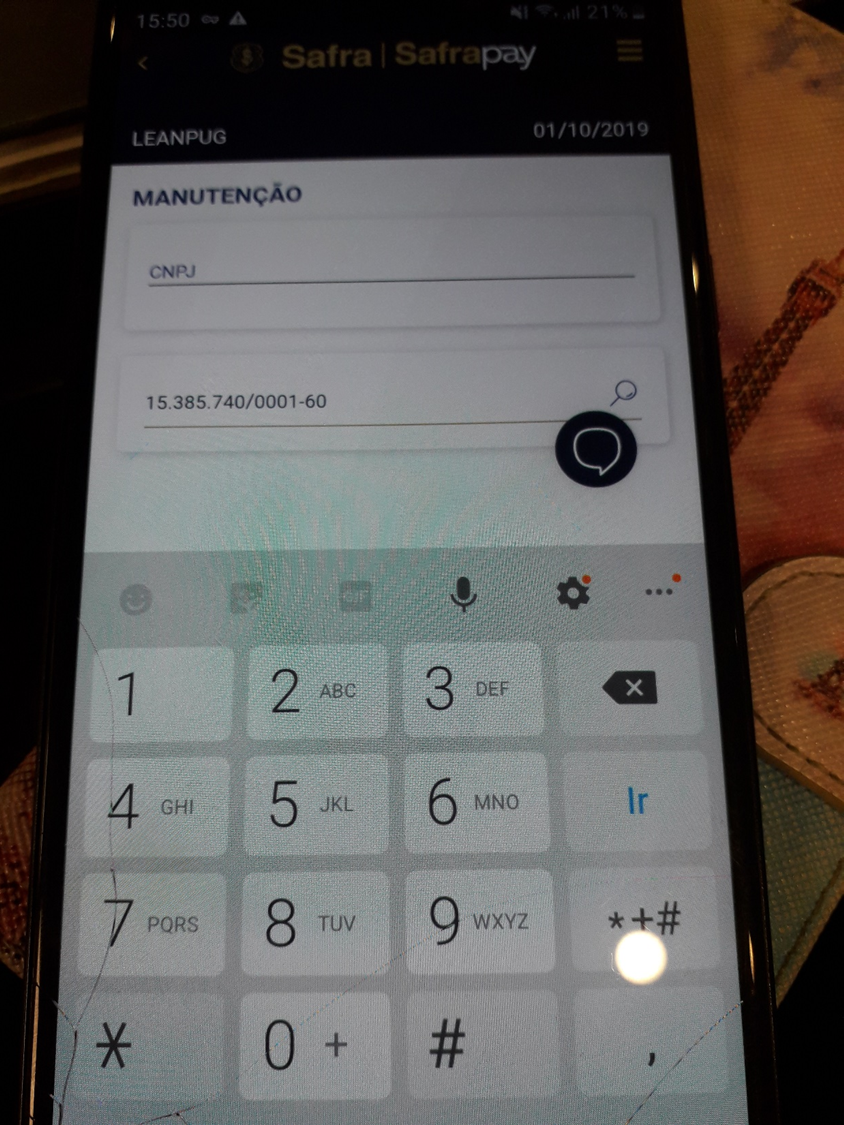 15:50 21%
Safra | Safrapay
LEANPUG 01/10/2019
MANUTENÇÃO
CNPJ
15.385.740/0001-60
1 2 ABC 3 DEF
4 GHI 5 JKL 6 MNO Ir
7 PQRS 8 TUV 9 WXYZ *+#
* 0 + # ,